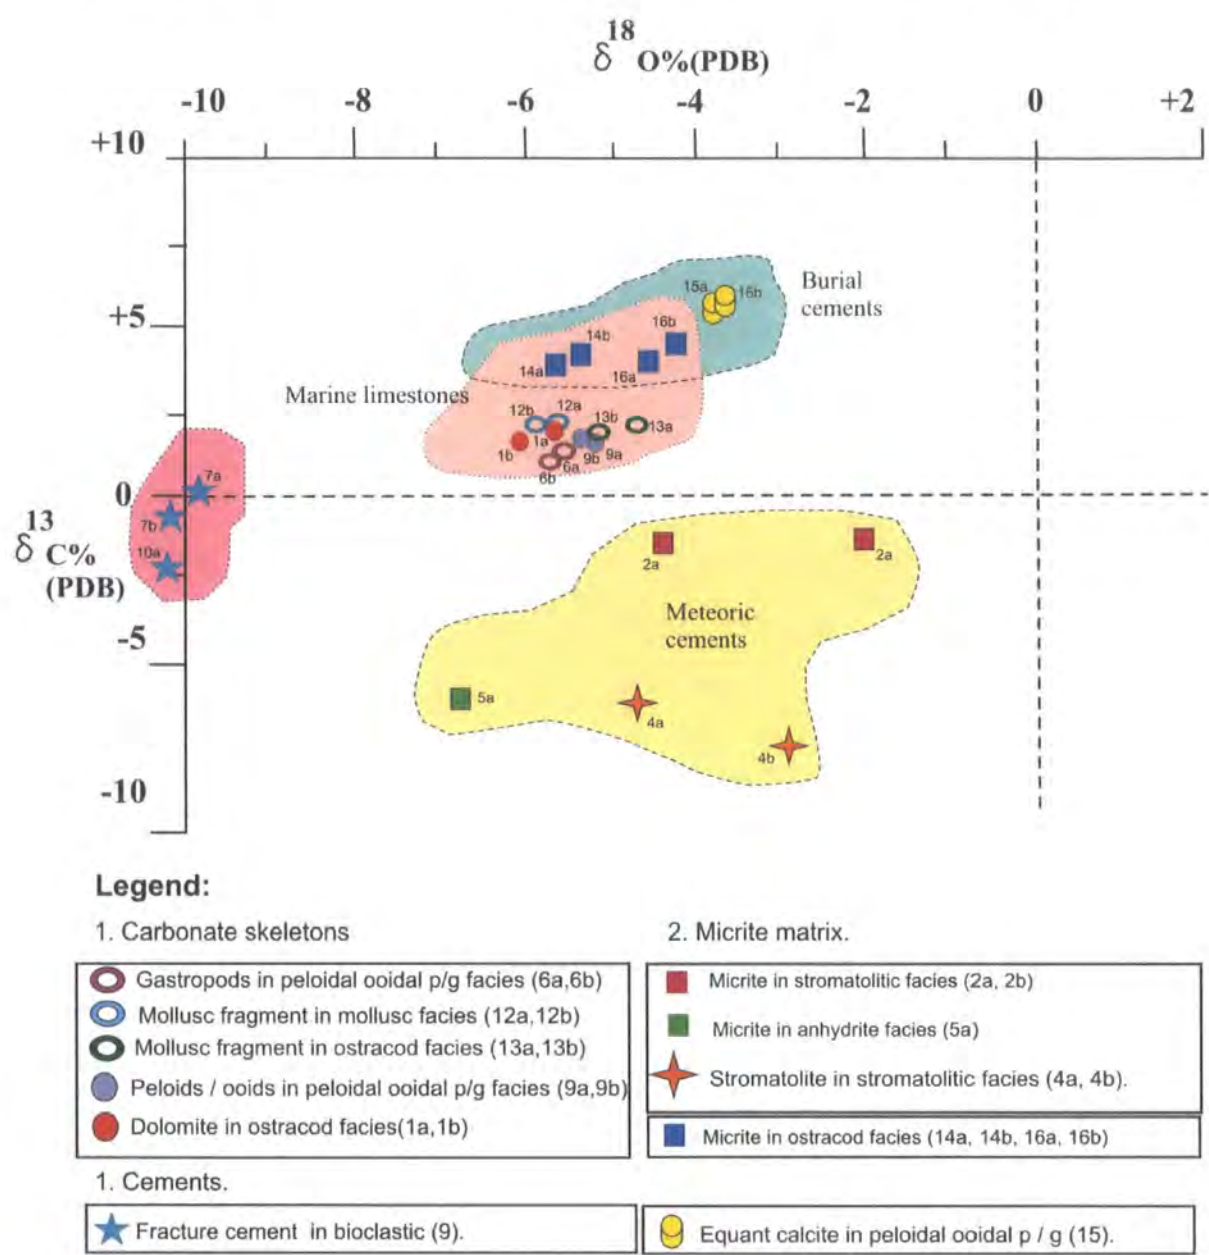 18
δ O%(PDB)
-10 -8 -6 -4 -2 0 +2
+10
15a 16b
Burial
cements
+5
16b
14b
14a 16a
Marine limestones
12b 12a 13b
13a
1a
1b 6a 9b 9a
6b
7a
0
7b
13
δ C%
(PDB)
10a
2a 2a
Meteoric
cements
-5
5a
4a
4b
-10
Legend:
1. Carbonate skeletons
Gastropods in peloidal ooidal p/g facies (6a,6b)
Mollusc fragment in mollusc facies (12a,12b)
Mollusc fragment in ostracod facies (13a,13b)
Peloids / ooids in peloidal ooidal p/g facies (9a,9b)
Dolomite in ostracod facies(1a,1b)
2. Micrite matrix.
Micrite in stromatolitic facies (2a, 2b)
Micrite in anhydrite facies (5a)
Stromatolite in stromatolitic facies (4a, 4b).
Micrite in ostracod facies (14a, 14b, 16a, 16b)
1. Cements.
Fracture cement in bioclastic (9).
Equant calcite in peloidal ooidal p / g (15).